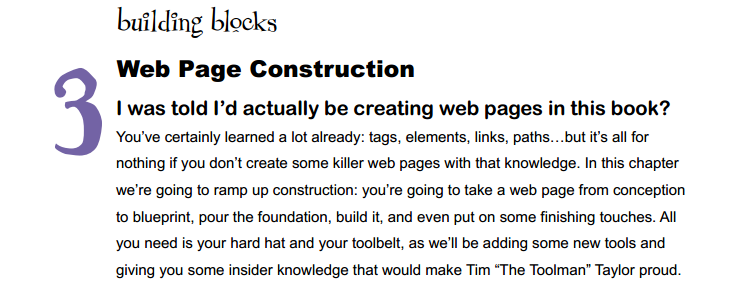 building blocks
3
Web Page Construction
I was told I’d actually be creating web pages in this book?
You’ve certainly learned a lot already: tags, elements, links, paths…but it’s all for
nothing if you don’t create some killer web pages with that knowledge. In this chapter
we’re going to ramp up construction: you’re going to take a web page from conception
to blueprint, pour the foundation, build it, and even put on some finishing touches. All
you need is your hard hat and your toolbelt, as we’ll be adding some new tools and
giving you some insider knowledge that would make Tim “The Toolman” Taylor proud.